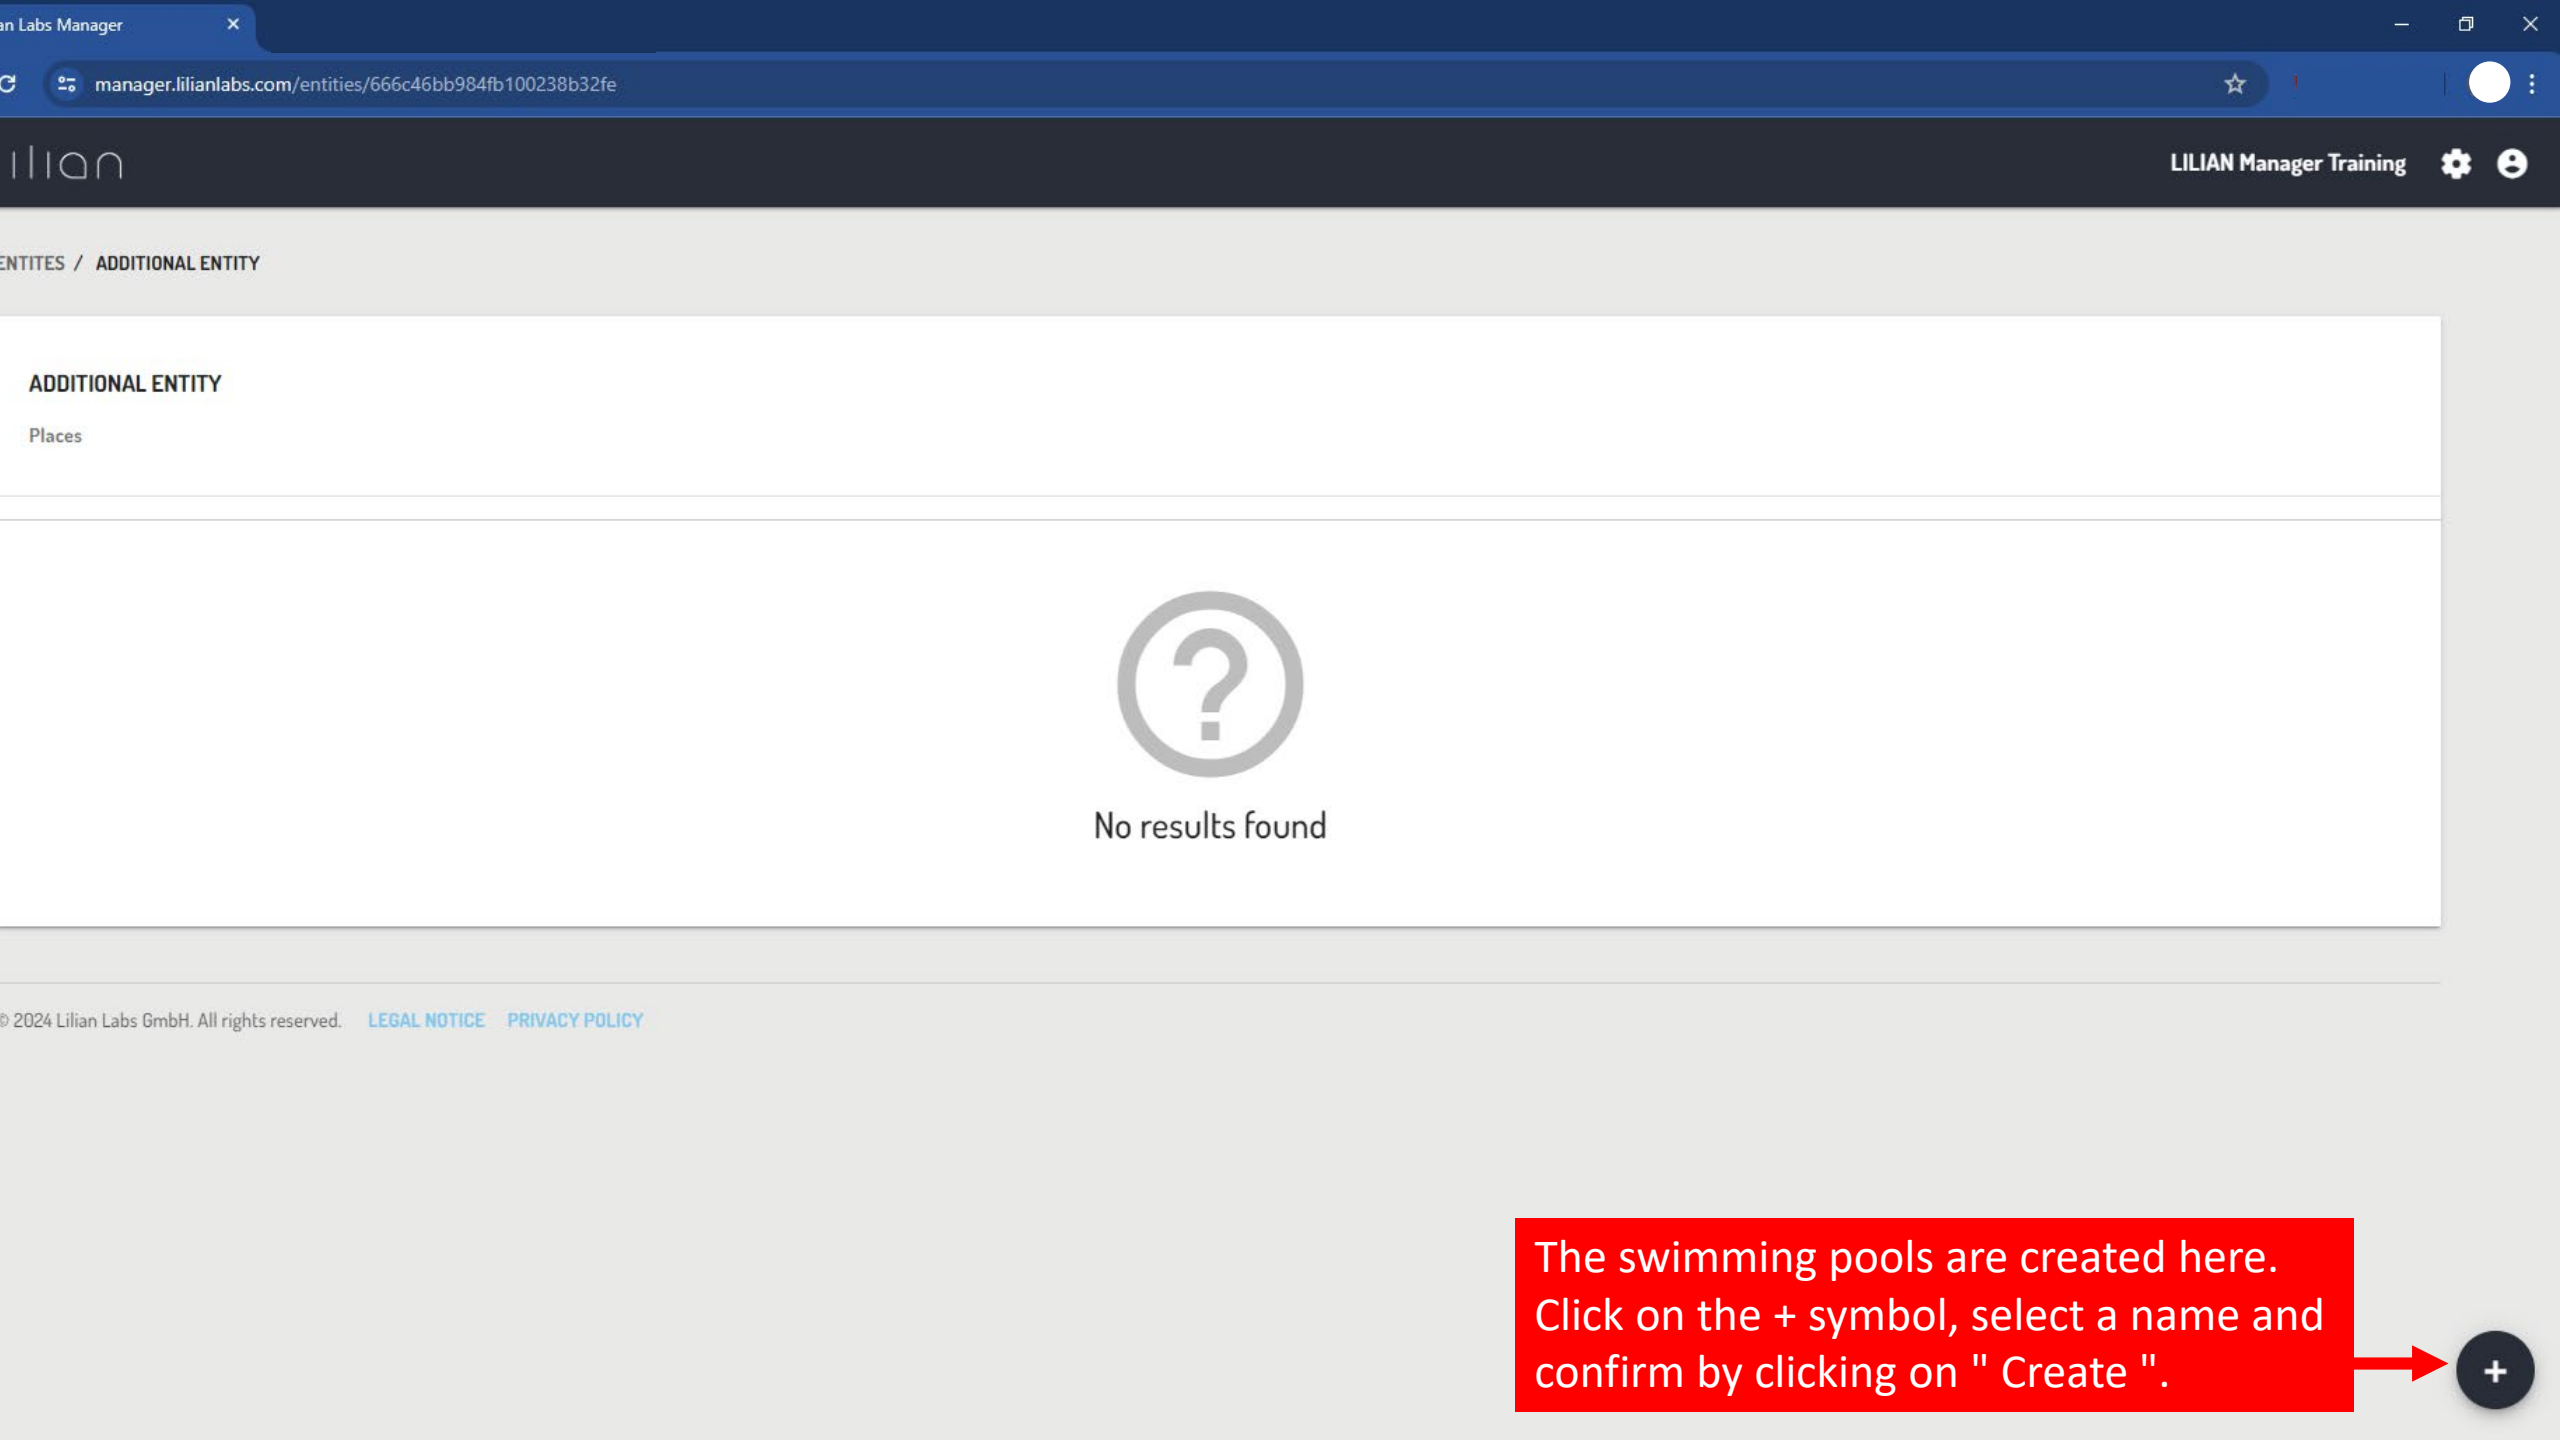 an Labs Manager
manager.lilianlabs.com/entities/666c46bb984fb100238b32fe
ilian
LILIAN Manager Training
ENTITES / ADDITIONAL ENTITY
ADDITIONAL ENTITY
Places
No results found
© 2024 Lilian Labs GmbH. All rights reserved. LEGAL NOTICE PRIVACY POLICY
The swimming pools are created here.
Click on the + symbol, select a name and
confirm by clicking on " Create ".
+